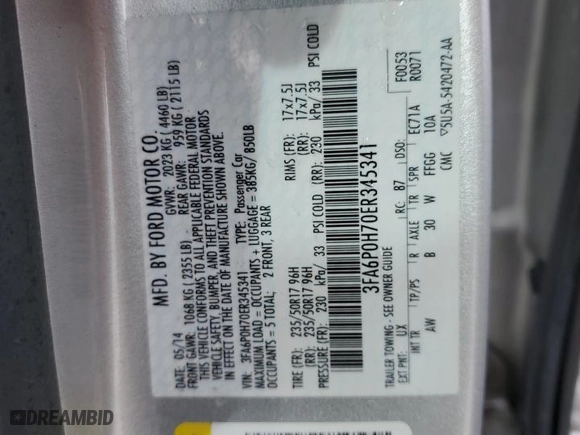 MFD. BY FORD MOTOR CO.
DATE: 05/14 GVWR: 2023 KG ( 4460 LB)
FRONT GAWR: 1068 KG ( 2355 LB) REAR GAWR: 959 KG ( 2115 LB)
THIS VEHICLE CONFORMS TO ALL APPLICABLE FEDERAL MOTOR
VEHICLE SAFETY, BUMPER, AND THEFT PREVENTION STANDARDS
IN EFFECT ON THE DATE OF MANUFACTURE SHOWN ABOVE.
VIN: 3FA6P0H70ER345341 TYPE: Passenger Car
MAXIMUM LOAD = OCCUPANTS + LUGGAGE = 385KG/ 850LB
OCCUPANTS = 5 TOTAL: 2 FRONT, 3 REAR
TIRE (FR): 235/50R17 96H RIMS (FR): 17x7.5J
(RR): 235/50R17 96H (RR): 17x7.5J
PRESSURE (FR): 230 kPa/ 33 PSI COLD (RR): 230 kPa/ 33 PSI COLD
3FA6P0H70ER345341
TRAILER TOWING - SEE OWNER GUIDE
F0053
R0071
EXT PNT: UX RC: B7 DSO: EC71A
INT TR TP/PS R AXLE TR SPR
AW B 30 W FFGG 10A
CMC ▽5U5A-5420472-AA
DREAMBID